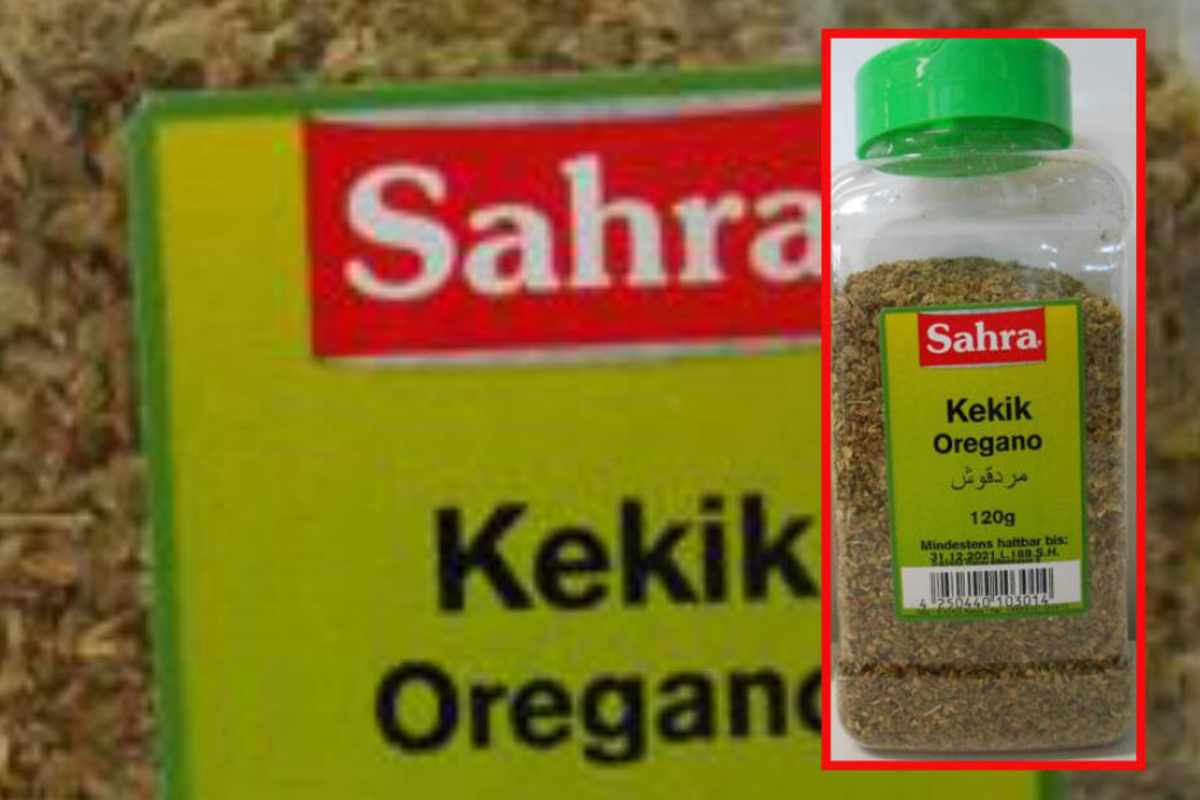 Sahra
Kekik
Oregano
Sahra
Kekik
Oregano
مردقوش
120g
Mindestens haltbar bis:
31.12.2021 L.189 S.H.
4 250440 103014